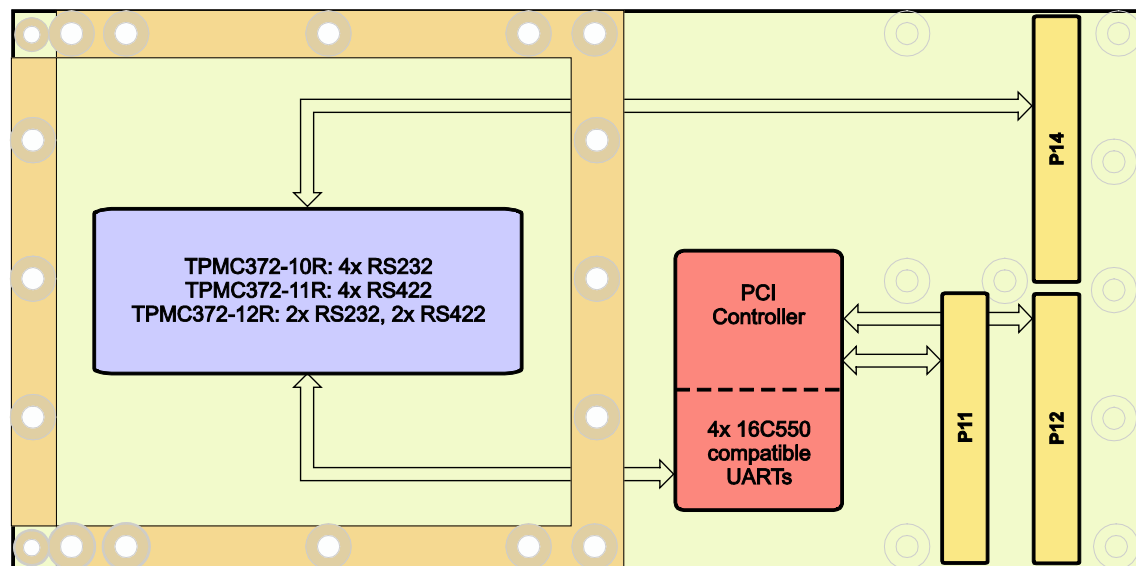 P14
TPMC372-10R: 4x RS232
TPMC372-11R: 4x RS422
TPMC372-12R: 2x RS232, 2x RS422
PCI
Controller
4x 16C550
compatible
UARTs
P11
P12